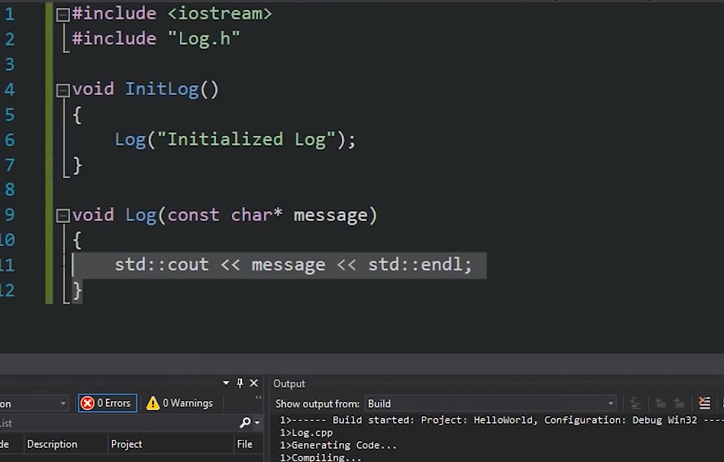 1 #include <iostream>
2 #include "Log.h"
3
4 void InitLog()
5 {
6     Log("Initialized Log");
7 }
8
9 void Log(const char* message)
10 {
11     std::cout << message << std::endl;
12 }
on
0 Errors
0 Warnings
List
de Description Project File
Output
Show output from: Build
1>------ Build started: Project: HelloWorld, Configuration: Debug Win32 ----
1>Log.cpp
1>Generating Code...
1>Compiling...